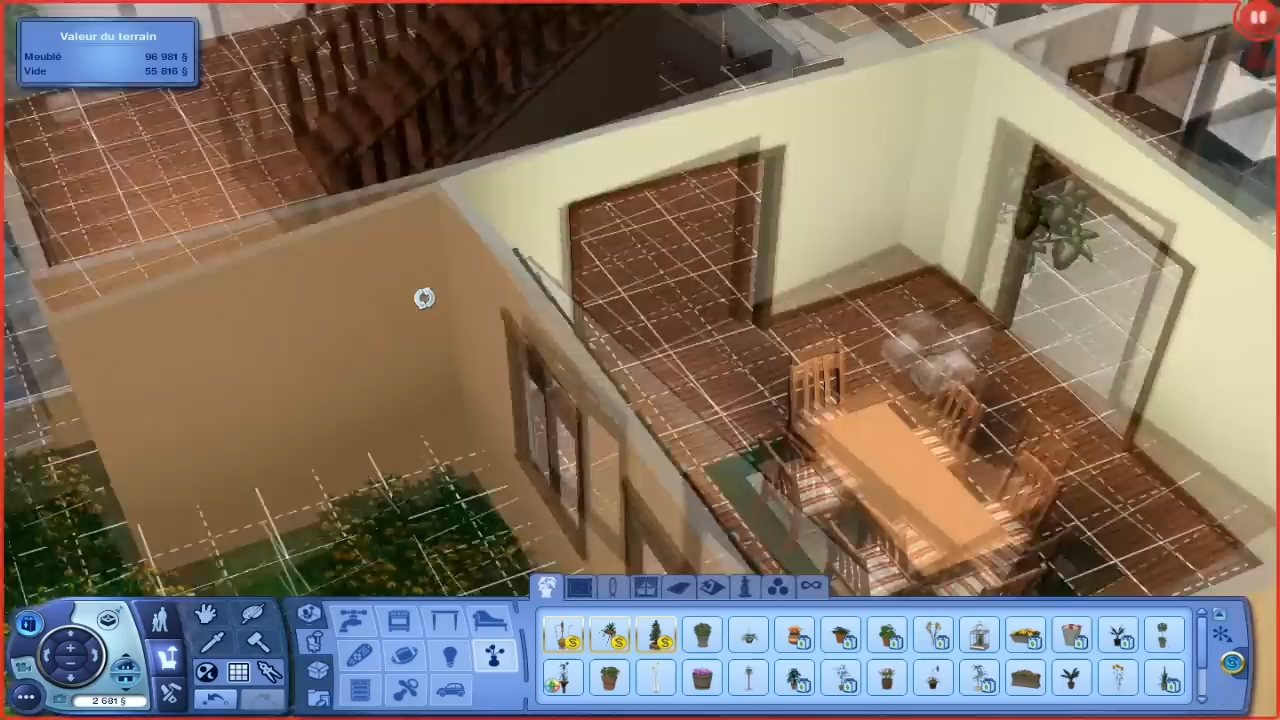 Valeur du terrain
Meublé 96 981 §
Vide 55 816 §
2 681 §